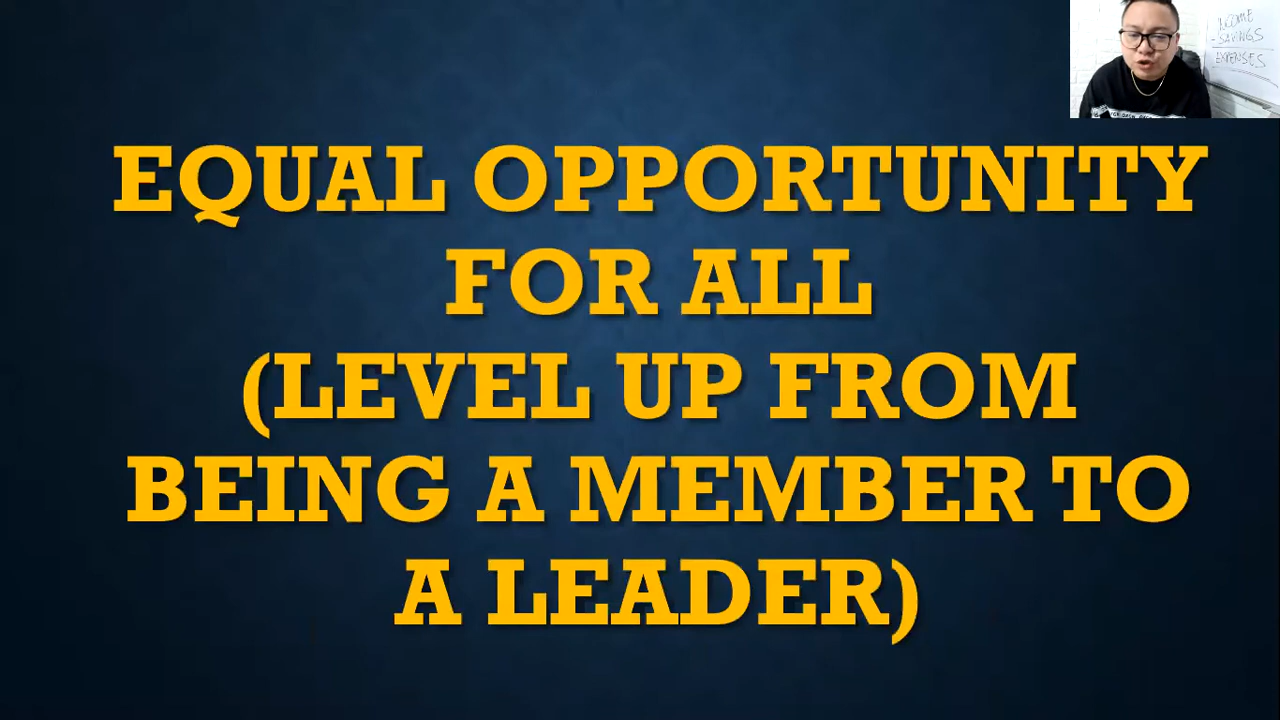 INCOME
- SAVINGS
EXPENSES
EQUAL OPPORTUNITY
FOR ALL
(LEVEL UP FROM
BEING A MEMBER TO
A LEADER)